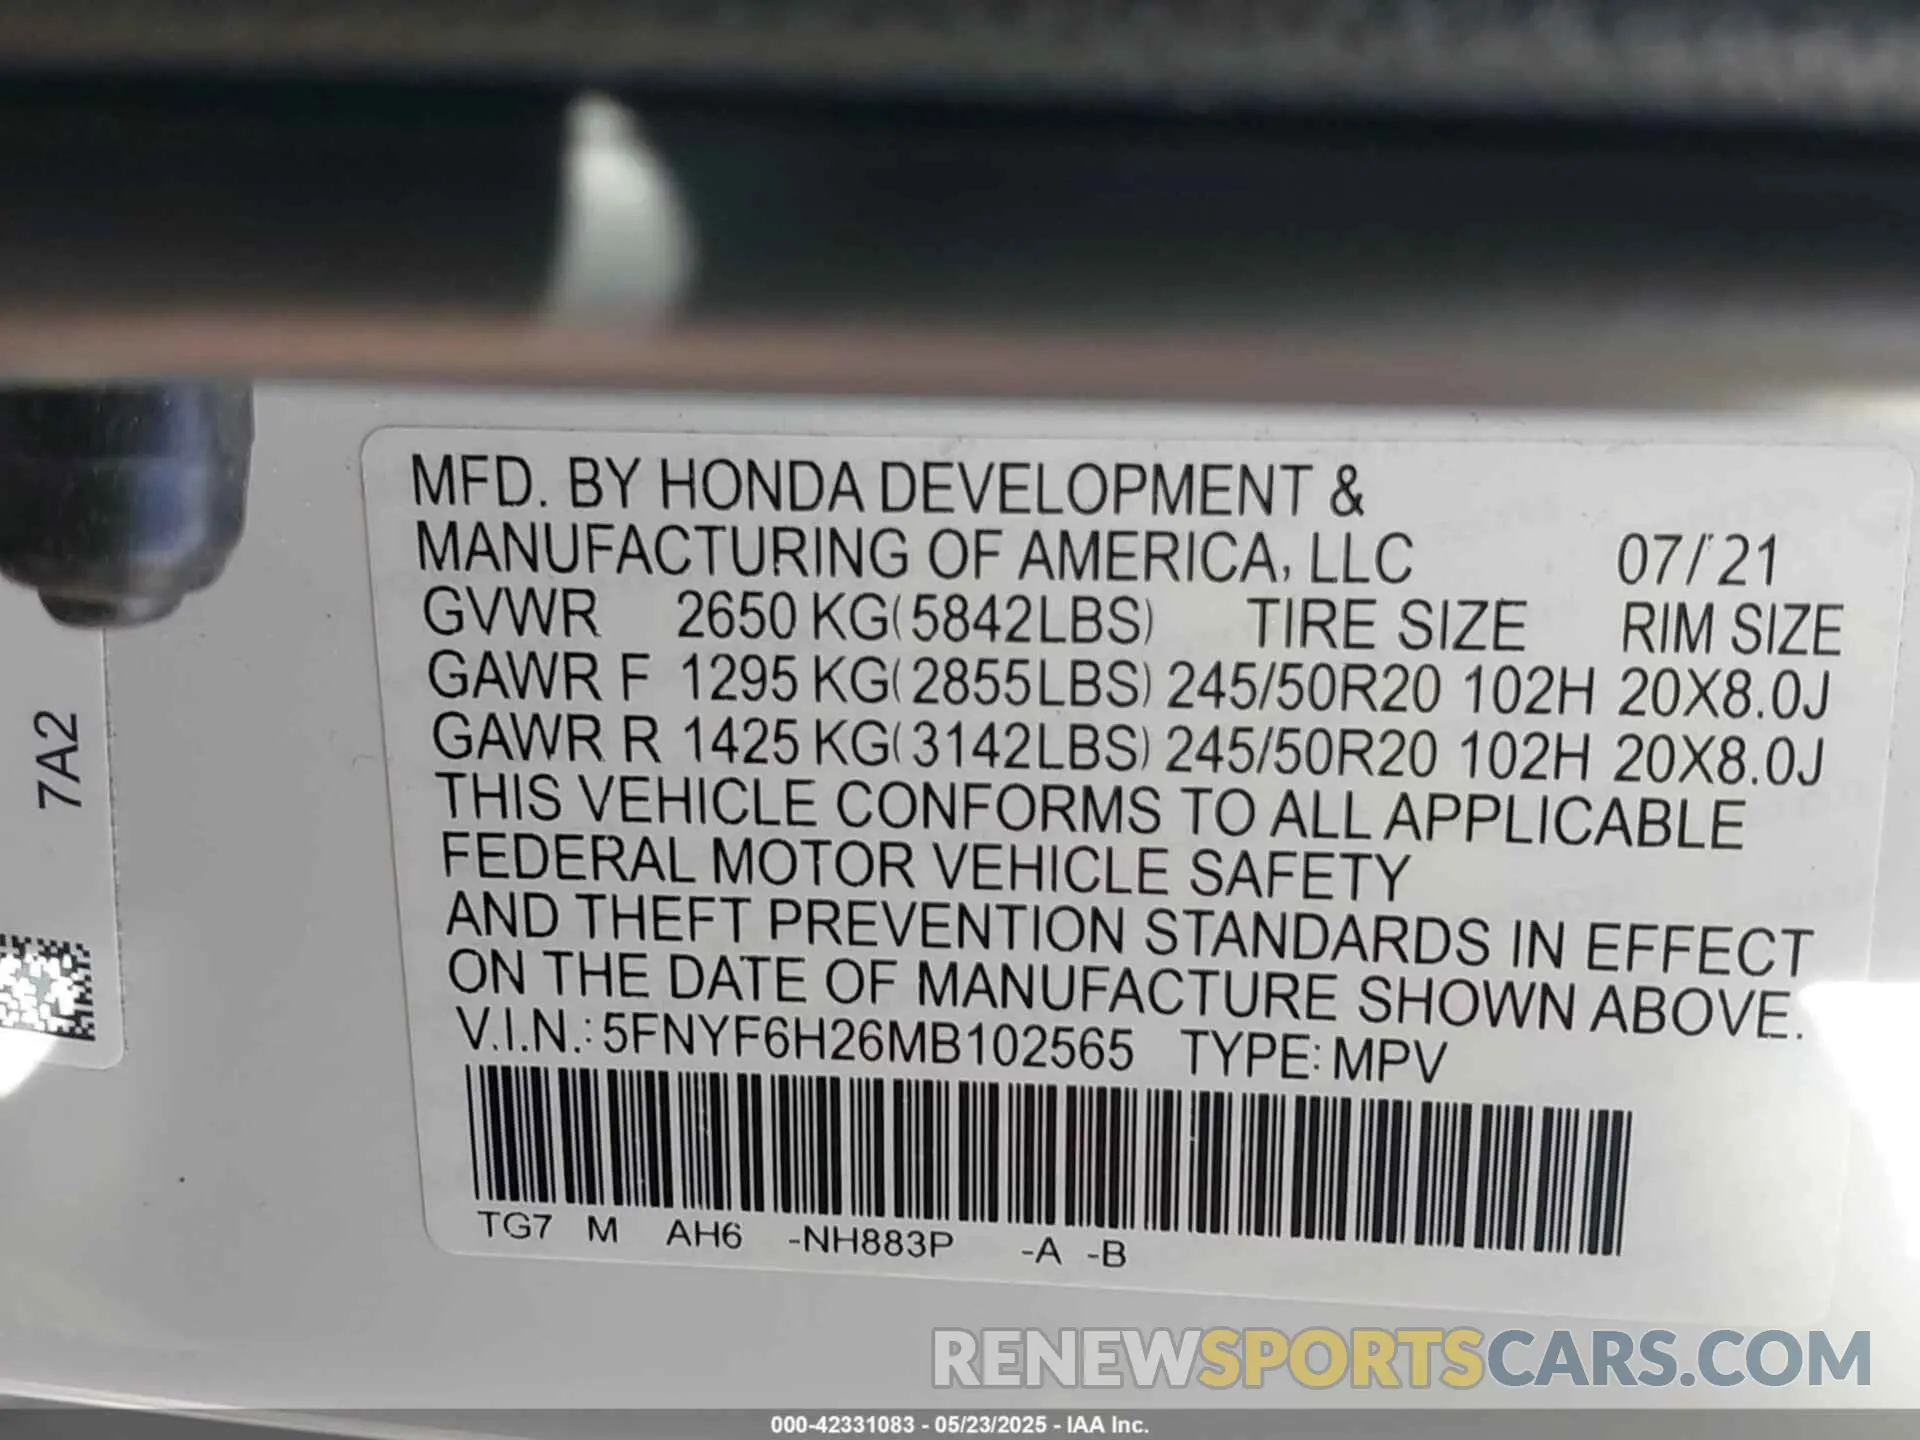 MFD. BY HONDA DEVELOPMENT &
MANUFACTURING OF AMERICA, LLC 07/21
GVWR 2650 KG(5842LBS) TIRE SIZE RIM SIZE
GAWR F 1295 KG(2855LBS) 245/50R20 102H 20X8.0J
GAWR R 1425 KG(3142LBS) 245/50R20 102H 20X8.0J
THIS VEHICLE CONFORMS TO ALL APPLICABLE
FEDERAL MOTOR VEHICLE SAFETY
AND THEFT PREVENTION STANDARDS IN EFFECT
ON THE DATE OF MANUFACTURE SHOWN ABOVE.
V.I.N.: 5FNYF6H26MB102565 TYPE: MPV
TG7 M AH6 -NH883P -A -B
7A2
RENEWSPORTSCARS.COM
000-42331083 - 05/23/2025 - IAA Inc.